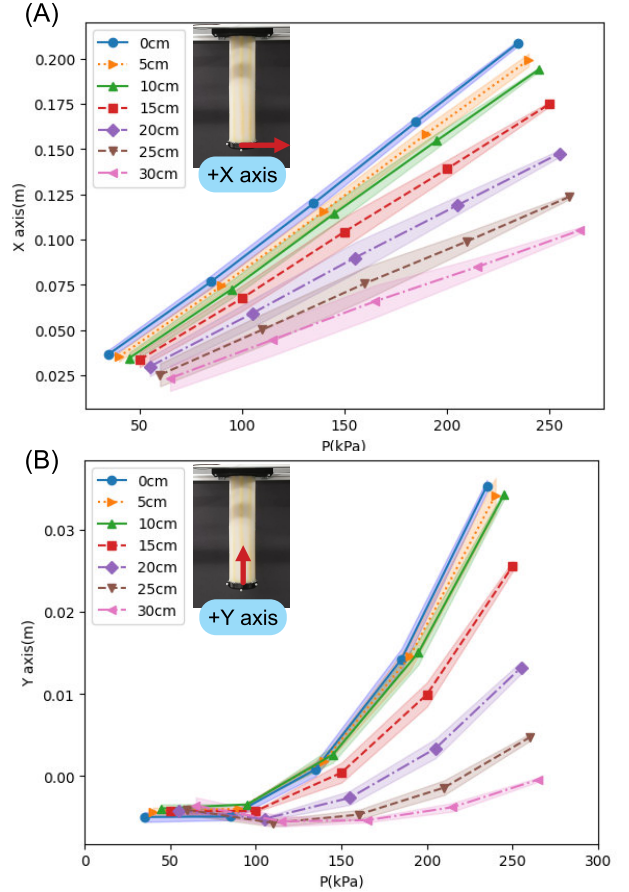 (A)
0cm
5cm
10cm
15cm
20cm
25cm
30cm
+X axis
X axis(m)
0.200
0.175
0.150
0.125
0.100
0.075
0.050
0.025
50
100
150
200
250
P(kPa)
(B)
0cm
5cm
10cm
15cm
20cm
25cm
30cm
+Y axis
Y axis(m)
0.03
0.02
0.01
0.00
0
50
100
150
200
250
300
P(kPa)